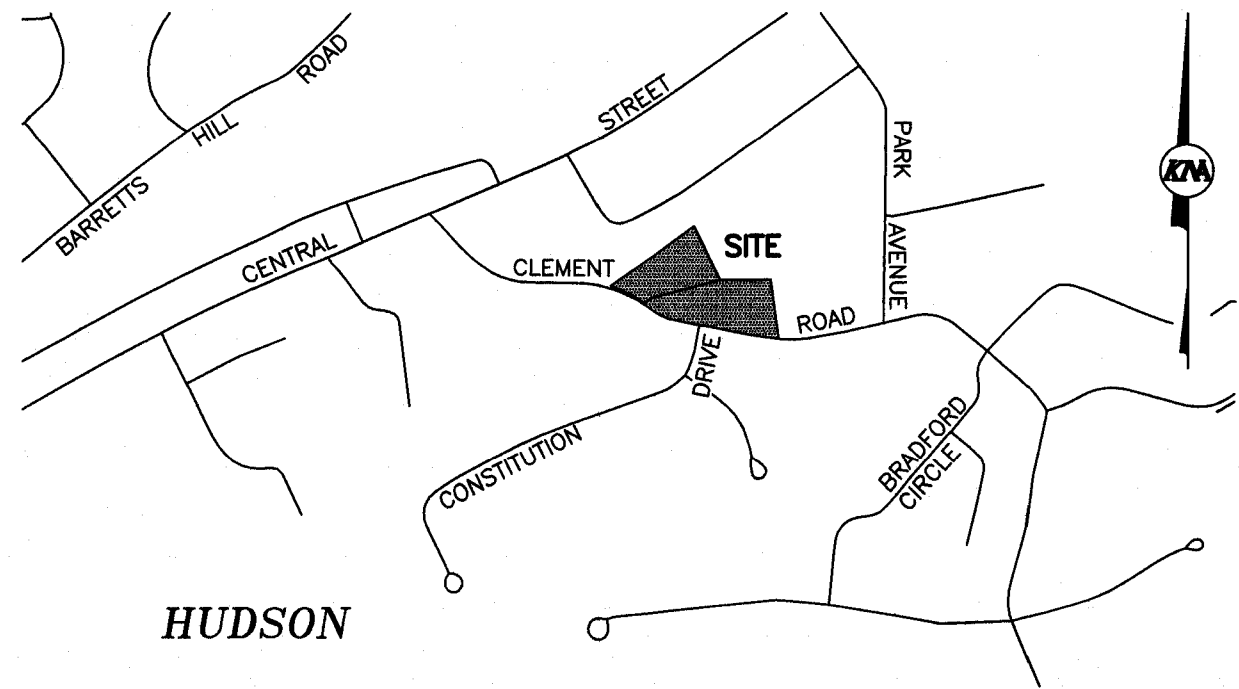 ROAD
HILL
BARRETTS
STREET
CENTRAL
PARK
AVENUE
KNA
SITE
CLEMENT
ROAD
DRIVE
CONSTITUTION
BRADFORD
CIRCLE
HUDSON